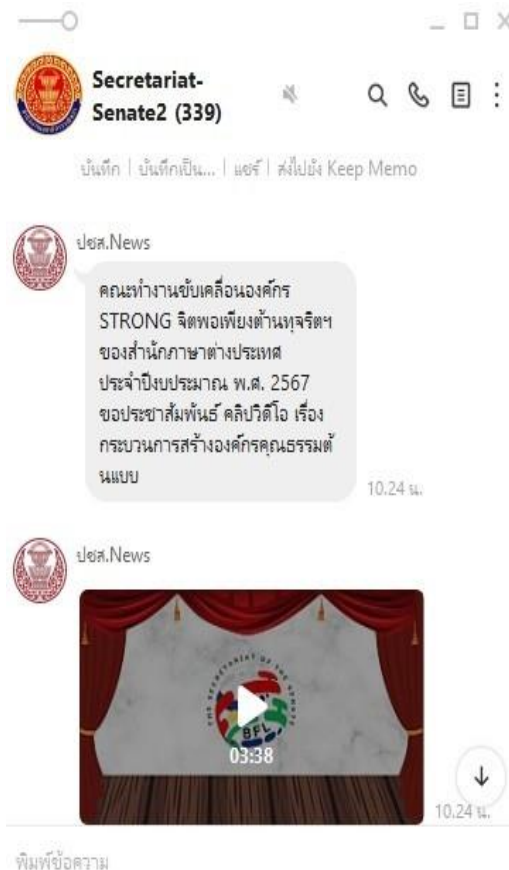 Secretariat-
Senate2 (339)
บันทึก | บันทึกเป็น... | แชร์ | ส่งไปยัง Keep Memo
ปชส.News
คณะทำงานขับเคลื่อนองค์กร
STRONG จิตพอเพียงต้านทุจริตฯ
ของสำนักภาษาต่างประเทศ
ประจำปีงบประมาณ พ.ศ. 2567
ขอประชาสัมพันธ์ คลิปวิดีโอ เรื่อง
กระบวนการสร้างองค์กรคุณธรรมต้
นแบบ
10.24 น.
ปชส.News
THE SECRETARIAT OF THE SENATE
BFL
03:38
10.24 น.
พิมพ์ข้อความ